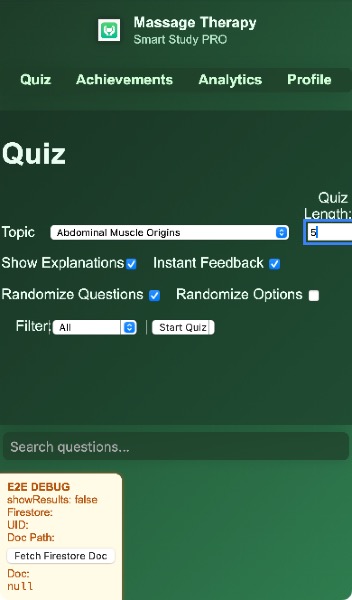 Massage Therapy
Smart Study PRO
Quiz Achievements Analytics Profile
Quiz
Quiz
Length:
Topic Abdominal Muscle Origins 5
Show Explanations Instant Feedback
Randomize Questions Randomize Options
Filter: All Start Quiz
Search questions...
E2E DEBUG
showResults: false
Firestore:
UID:
Doc Path:
Fetch Firestore Doc
Doc:
null